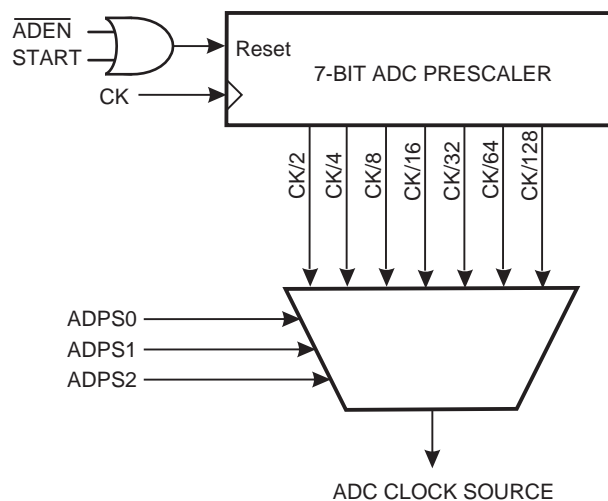 ADEN
START
Reset
7-BIT ADC PRESCALER
CK
CK/2
CK/4
CK/8
CK/16
CK/32
CK/64
CK/128
ADPS0
ADPS1
ADPS2
ADC CLOCK SOURCE